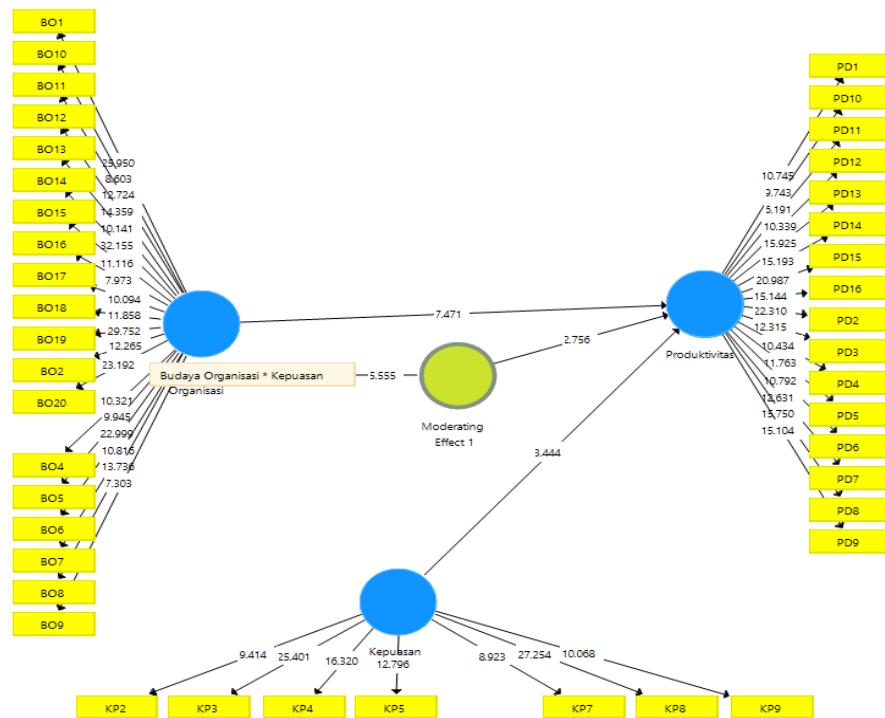 BO1
BO10
BO11
BO12
BO13
BO14
BO15
BO16
BO17
BO18
BO19
BO2
BO20
BO4
BO5
BO6
BO7
BO8
BO9
25.950
8.603
12.724
14.359
10.141
32.155
11.116
7.973
10.094
11.858
29.752
12.265
23.192
10.321
9.945
22.999
10.816
13.736
7.303
Budaya Organisasi * Kepuasan
Organisasi
5.555
7.471
2.756
3.444
Moderating
Effect 1
Produktivitas
10.745
9.743
5.191
10.339
15.925
15.193
20.987
15.144
22.310
12.315
10.434
11.763
10.792
12.631
15.750
15.104
PD1
PD10
PD11
PD12
PD13
PD14
PD15
PD16
PD2
PD3
PD4
PD5
PD6
PD7
PD8
PD9
Kepuasan
9.414
25.401
16.320
12.796
8.923
27.254
10.068
KP2
KP3
KP4
KP5
KP7
KP8
KP9